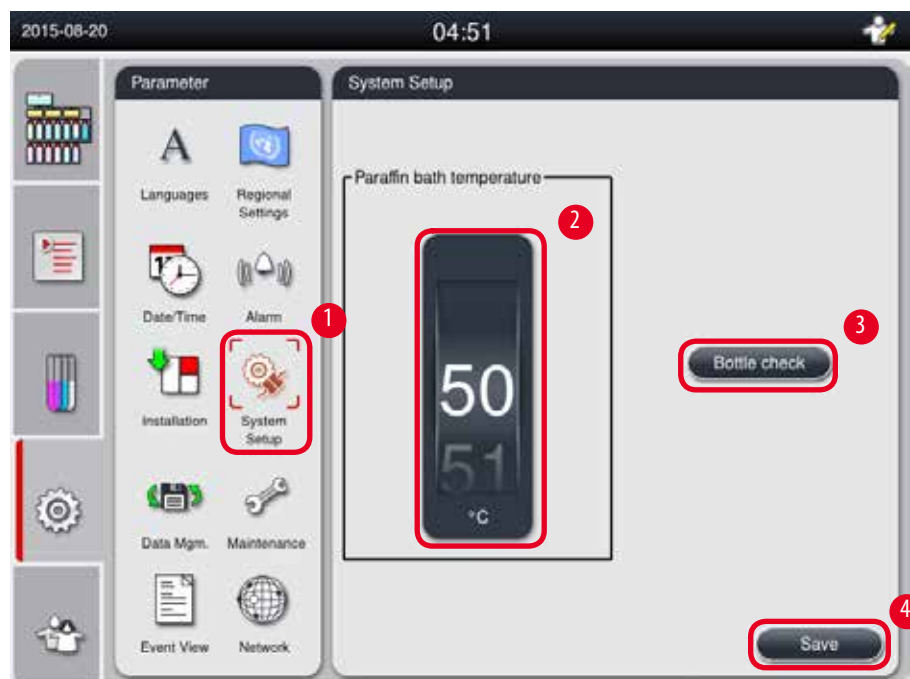 2015-08-20
04:51
Parameter
Languages
Regional
Settings
Date/Time
Alarm
1
Installation
System
Setup
Data Mgm.
Maintenance
Event View
Network
System Setup
Paraffin bath temperature
2
50
51
°C
3
Bottle check
4
Save